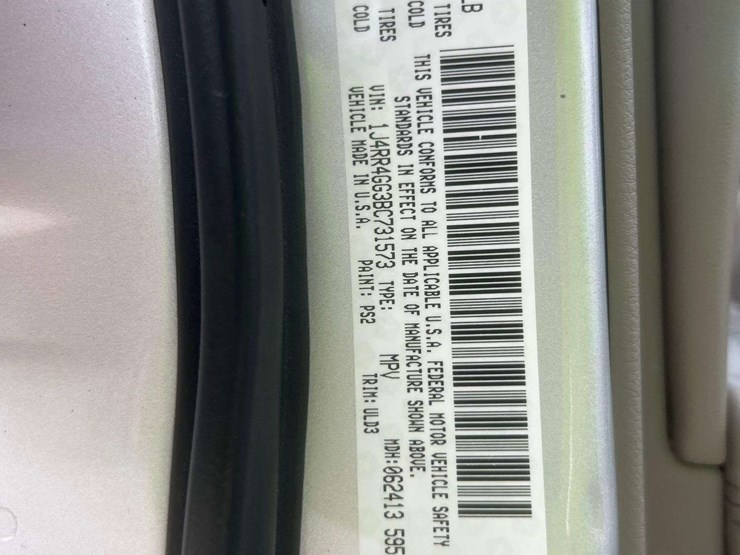 LB
TIRES
COLD
TIRES
COLD
THIS VEHICLE CONFORMS TO ALL APPLICABLE U.S.A. FEDERAL MOTOR VEHICLE SAFETY
STANDARDS IN EFFECT ON THE DATE OF MANUFACTURE SHOWN ABOVE.
VIN: 1J4RR4GG3BC731573 TYPE: MPV MDH:062413 595
VEHICLE MADE IN U.S.A. PAINT: PS2 TRIM: ULD3